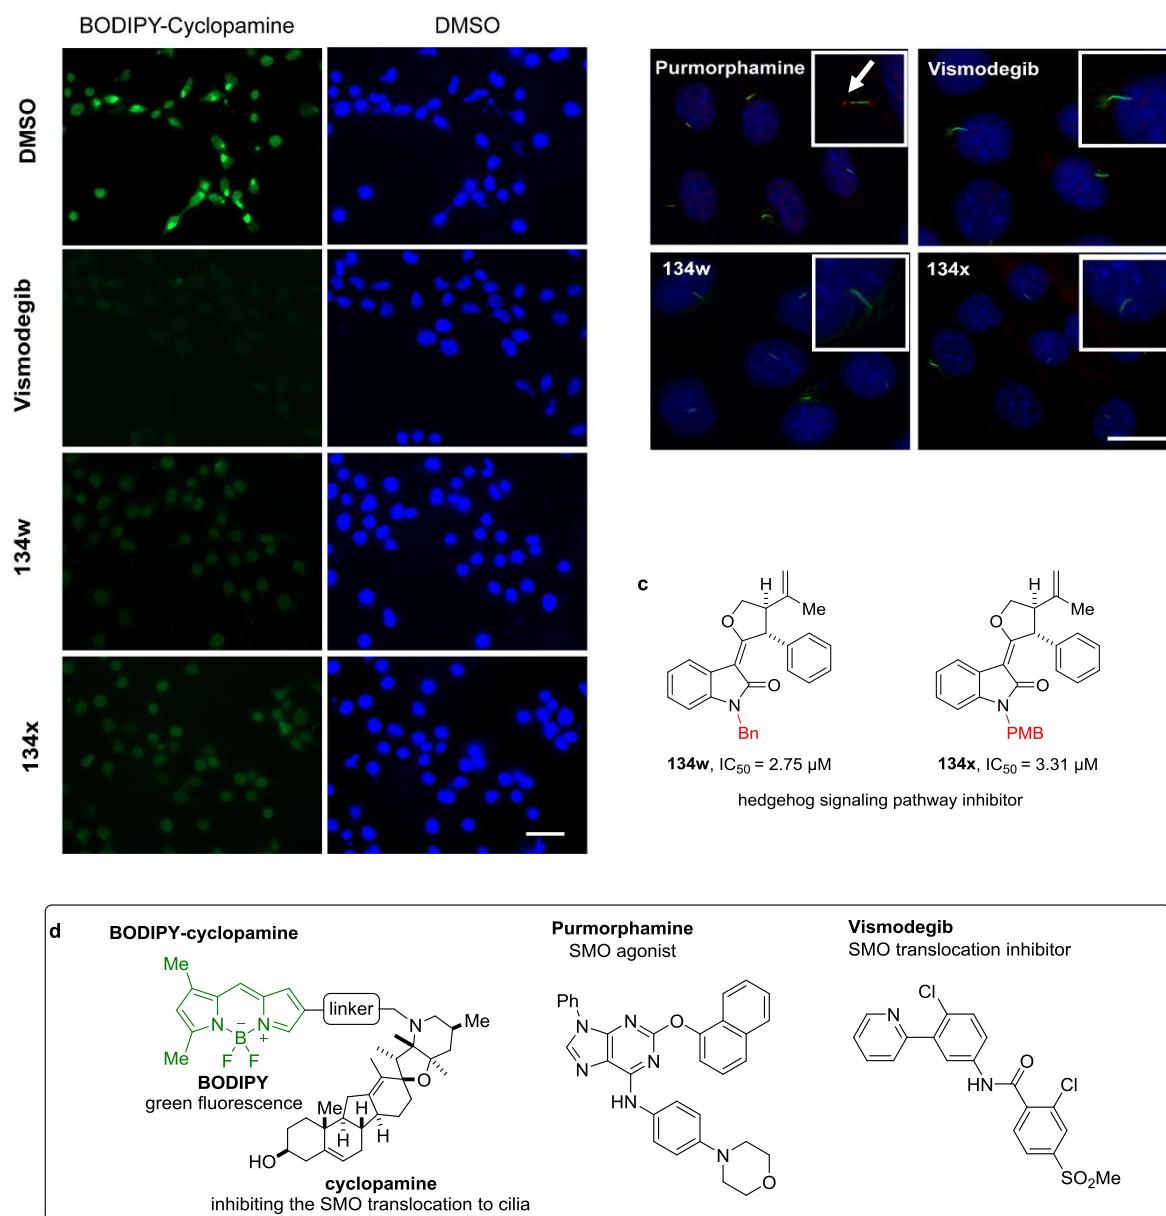 BODIPY-Cyclopamine
DMSO
DMSO
Vismodegib
134w
134x
Purmorphamine
Vismodegib
134w
134x
c
H
Me
O
O
N
Bn
134w, IC50 = 2.75 µM
H
Me
O
O
N
PMB
134x, IC50 = 3.31 µM
hedgehog signaling pathway inhibitor
d
BODIPY-cyclopamine
Me
N
B
−
N
+
F
F
Me
linker
N
Me
O
BODIPY
green fluorescence
Me
H
H
H
HO
cyclopamine
inhibiting the SMO translocation to cilia
Purmorphamine
SMO agonist
Ph
N
N
O
N
N
HN
N
O
Vismodegib
SMO translocation inhibitor
Cl
N
O
NH
Cl
SO2Me